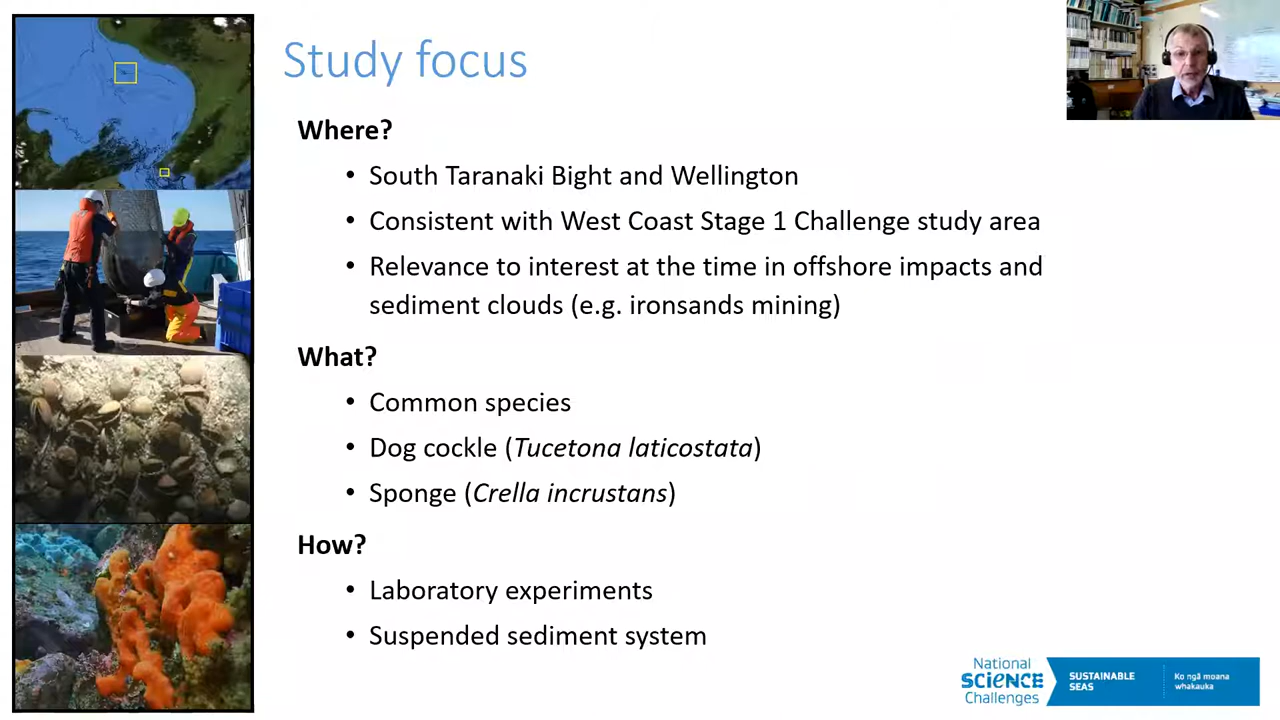 Study focus
Where?
• South Taranaki Bight and Wellington
• Consistent with West Coast Stage 1 Challenge study area
• Relevance to interest at the time in offshore impacts and
sediment clouds (e.g. ironsands mining)
What?
• Common species
• Dog cockle (Tucetona laticostata)
• Sponge (Crella incrustans)
How?
• Laboratory experiments
• Suspended sediment system
National
SCIENCE
Challenges
SUSTAINABLE
SEAS
Ko ngā moana
whakauka